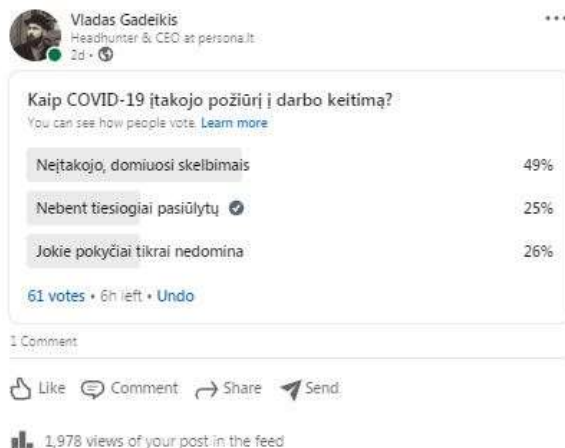 Vladas Gadeikis
Headhunter & CEO at persona.lt
2d •
Kaip COVID-19 įtakojo požiūrį į darbo keitimą?
You can see how people vote. Learn more
Neįtakojo, domiuosi skelbimais 49%
Nebent tiesiogiai pasiūlytų 25%
Jokie pokyčiai tikrai nedomina 26%
61 votes • 6h left • Undo
1 Comment
Like Comment Share Send
1,978 views of your post in the feed